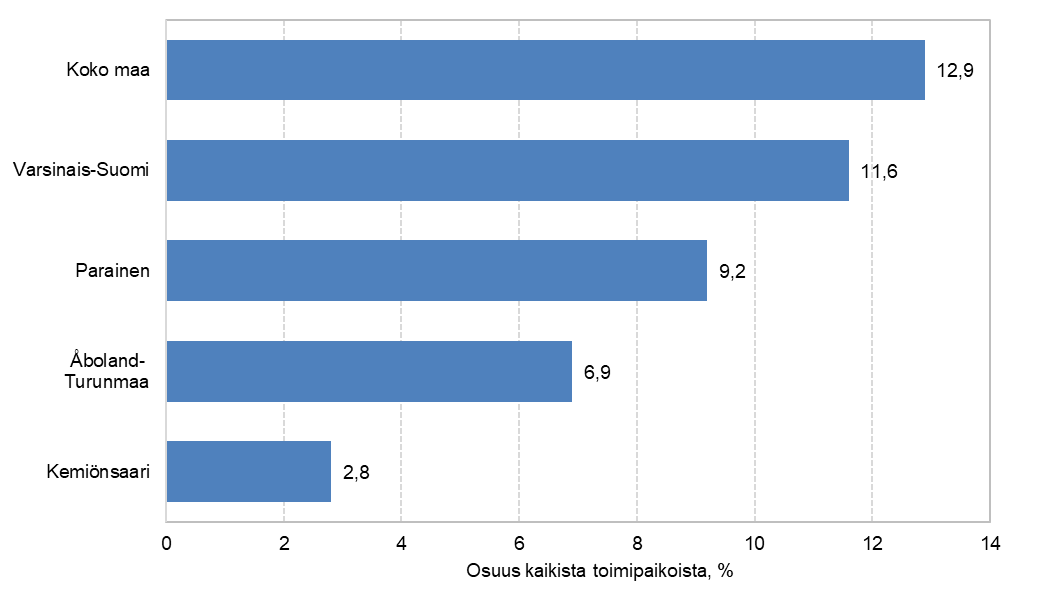 Koko maa
12,9
Varsinais-Suomi
11,6
Parainen
9,2
Åboland-
Turunmaa
6,9
Kemiönsaari
2,8
0 2 4 6 8 10 12 14
Osuus kaikista toimipaikoista, %